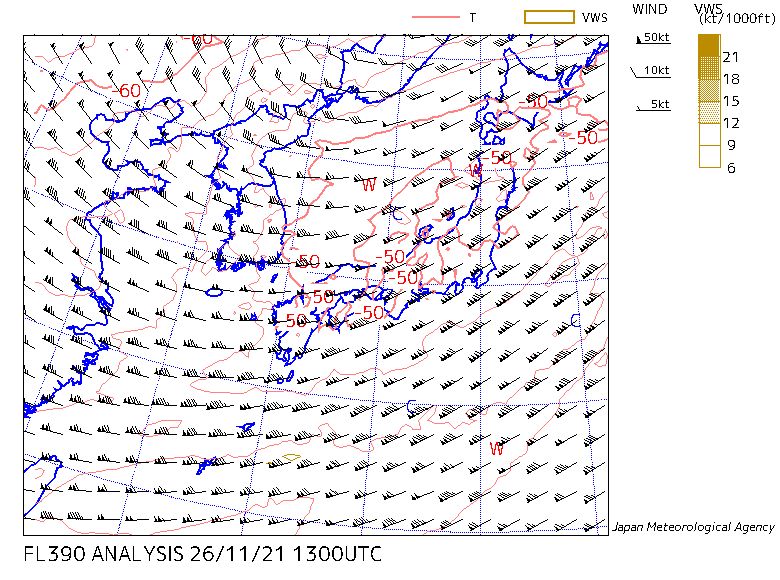 T VWS
WIND VWS
(kt/1000ft)
50kt
10kt
5kt
21
18
15
12
9
6
-60
-60
-50
-50
-50
W
W
C
-50
-50
-50
-50
-50
50
C
C
W
Japan Meteorological Agency
FL390 ANALYSIS 26/11/21 1300UTC